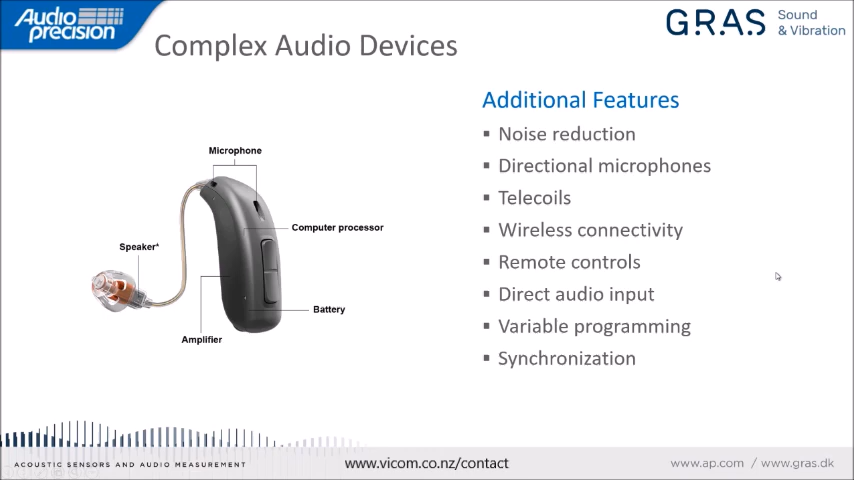 Audio
precision
GRAS Sound
& Vibration
Complex Audio Devices
Additional Features
▪ Noise reduction
▪ Directional microphones
▪ Telecoils
▪ Wireless connectivity
▪ Remote controls
▪ Direct audio input
▪ Variable programming
▪ Synchronization
Microphone
Computer processor
Speaker*
Battery
Amplifier
ACOUSTIC SENSORS AND AUDIO MEASUREMENT
www.vicom.co.nz/contact
www.ap.com / www.gras.dk